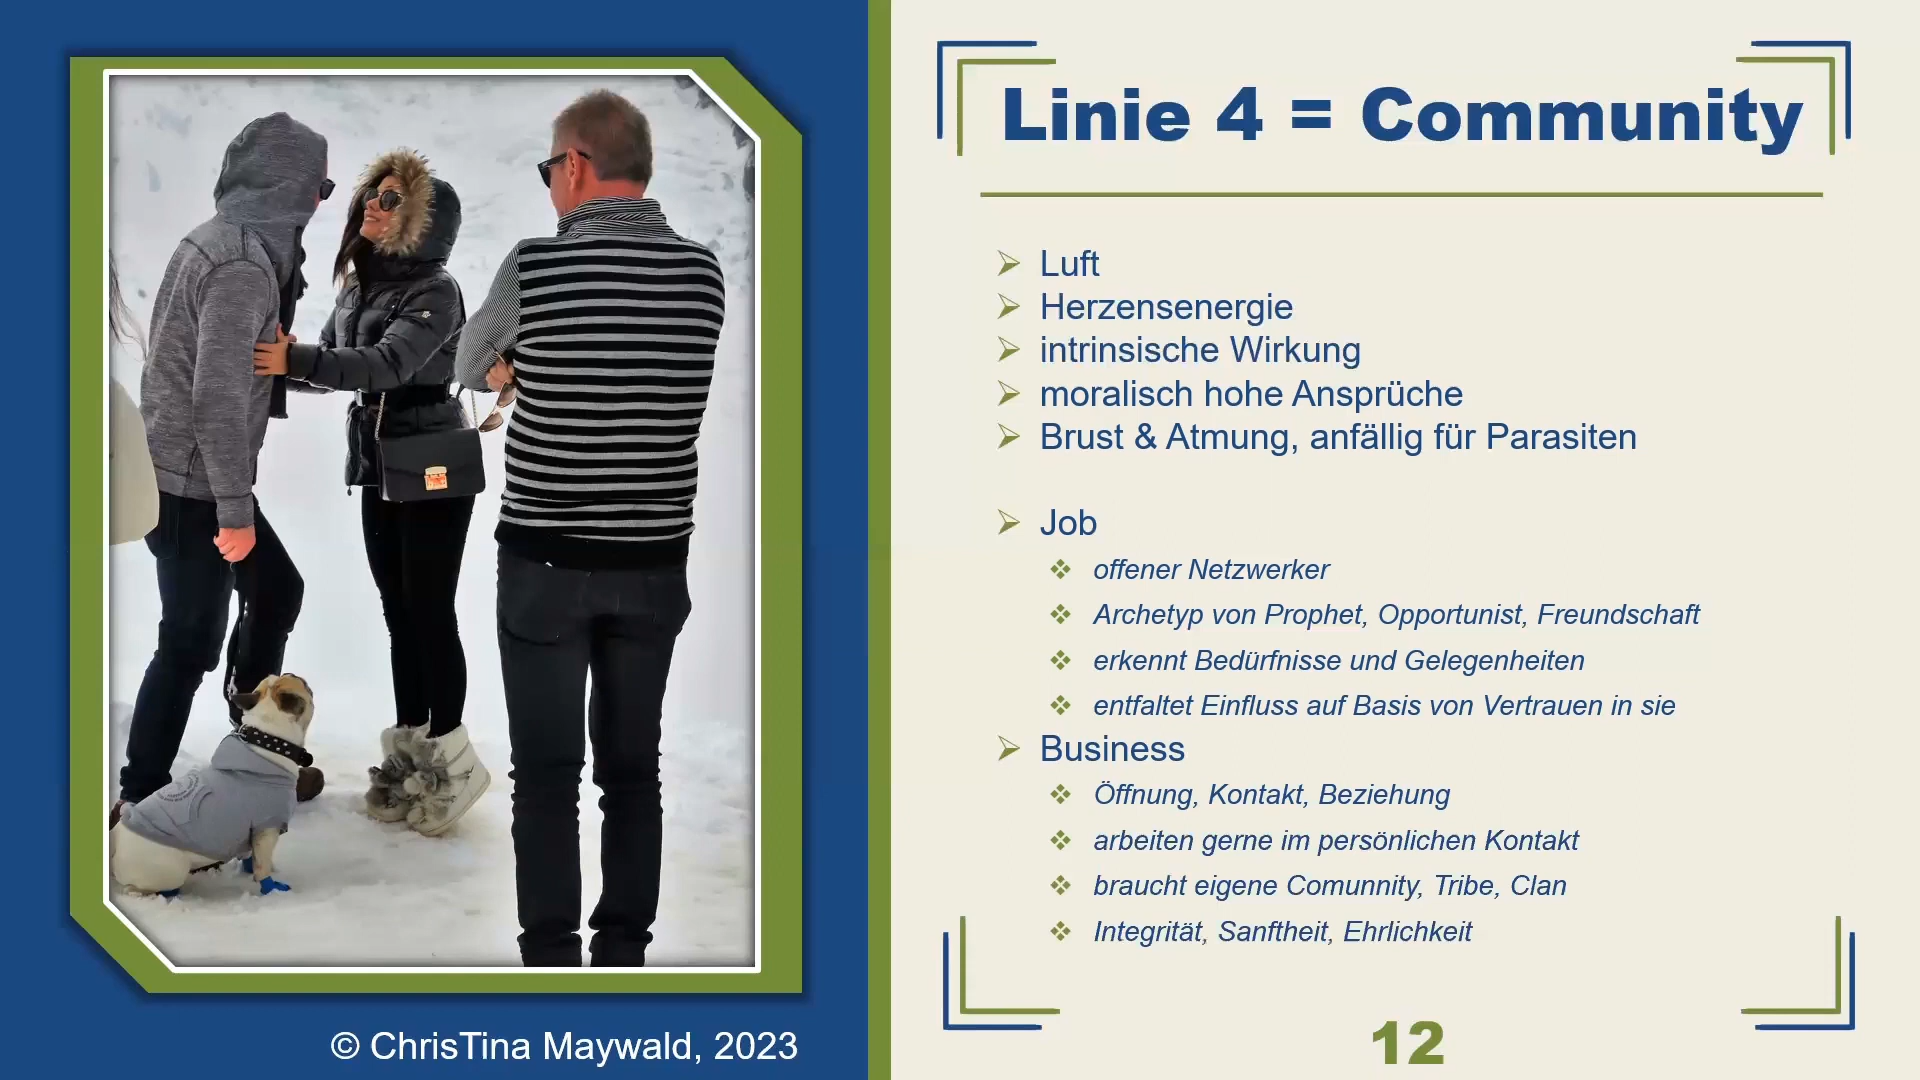 Linie 4 = Community
Luft
Herzensenergie
intrinsische Wirkung
moralisch hohe Ansprüche
Brust & Atmung, anfällig für Parasiten
Job
offener Netzwerker
Archetyp von Prophet, Opportunist, Freundschaft
erkennt Bedürfnisse und Gelegenheiten
entfaltet Einfluss auf Basis von Vertrauen in sie
Business
Öffnung, Kontakt, Beziehung
arbeiten gerne im persönlichen Kontakt
braucht eigene Comunnity, Tribe, Clan
Integrität, Sanftheit, Ehrlichkeit
© ChrisTina Maywald, 2023
12